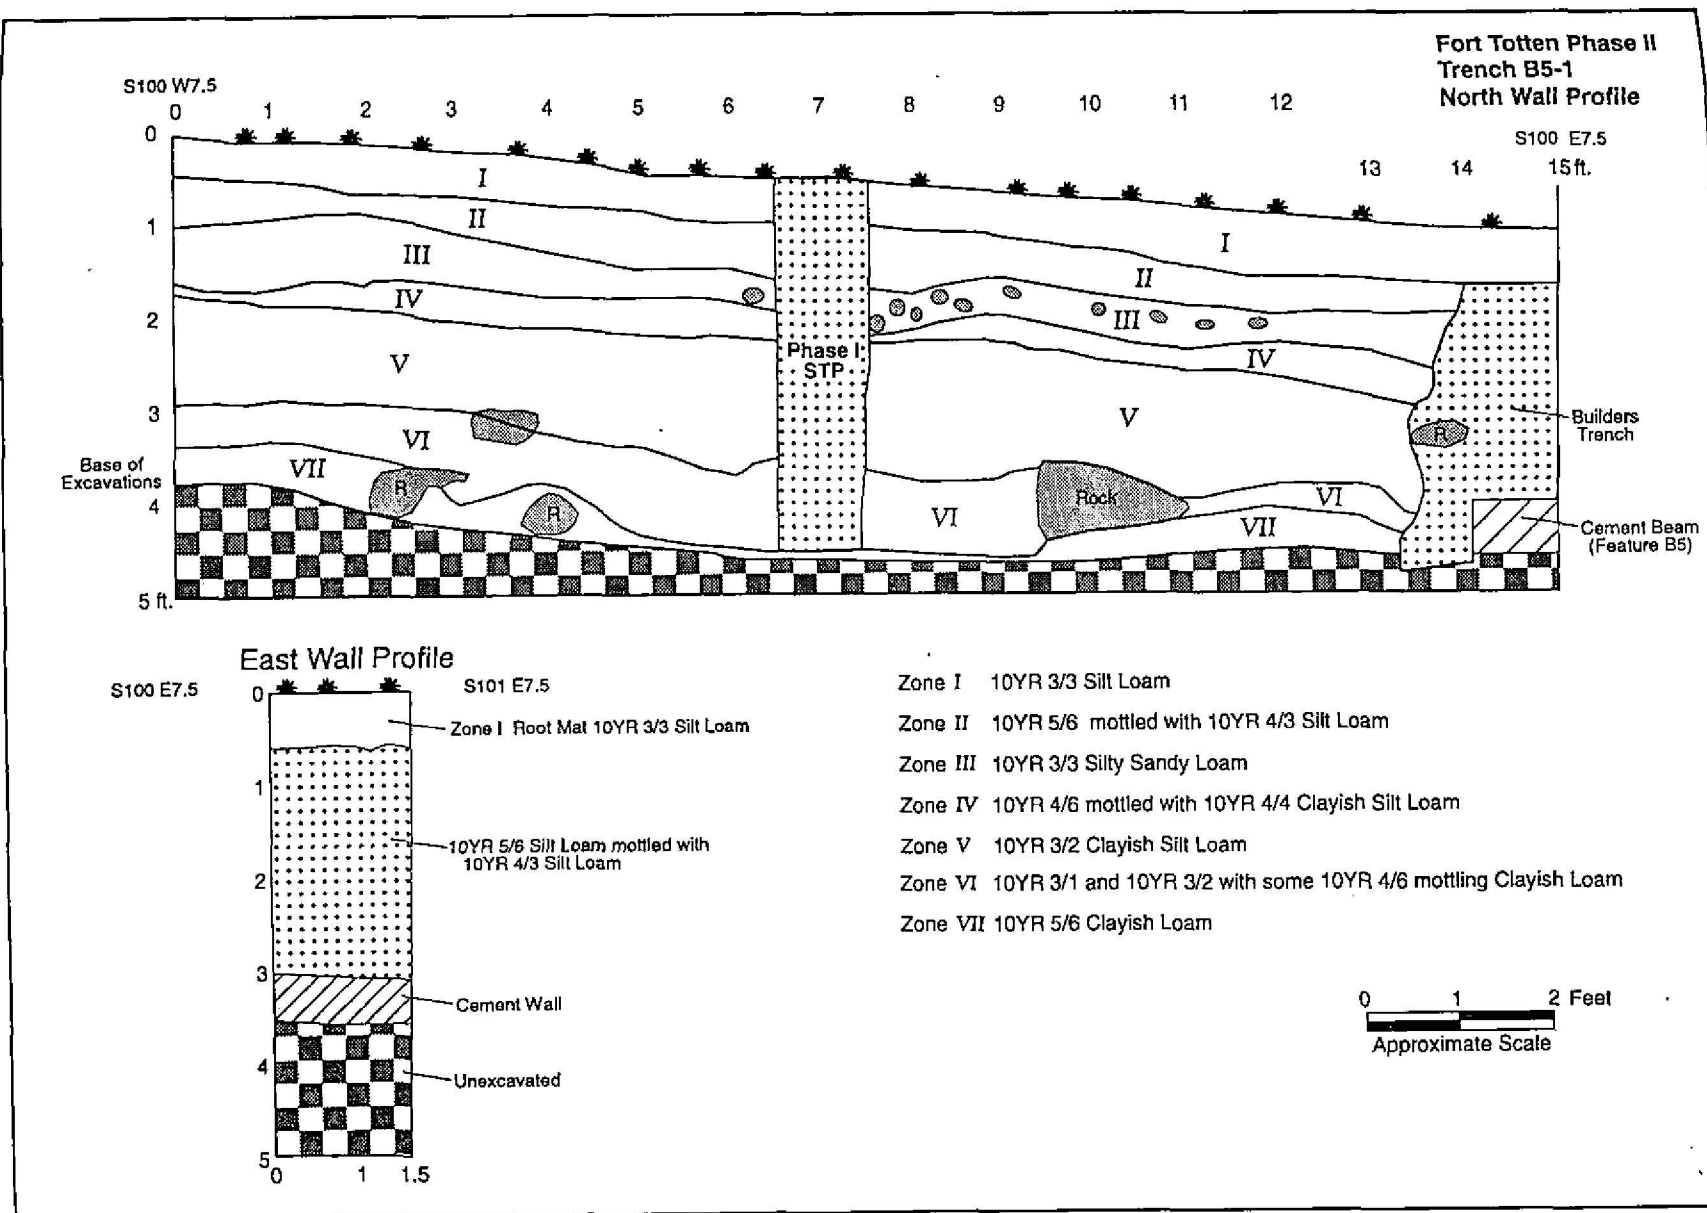 Fort Totten Phase II
Trench B5-1
North Wall Profile
S100 W7.5
0 1 2 3 4 5 6 7 8 9 10 11 12
S100 E7.5
13 14 15 ft.
0
I
II
1
III
I
II
IV
III
2
Phase I
STP
IV
V
V
3
Builders
Trench
R
VI
VII
Base of
Excavations
R
4
R
VI
Rock
VI
VII
Cement Beam
(Feature B5)
5 ft.
East Wall Profile
S100 E7.5
0
S101 E7.5
Zone I Root Mat 10YR 3/3 Silt Loam
1
10YR 5/6 Silt Loam mottled with
10YR 4/3 Silt Loam
2
3
Cement Wall
4
Unexcavated
5
0 1 1.5
Zone I 10YR 3/3 Silt Loam
Zone II 10YR 5/6 mottled with 10YR 4/3 Silt Loam
Zone III 10YR 3/3 Silty Sandy Loam
Zone IV 10YR 4/6 mottled with 10YR 4/4 Clayish Silt Loam
Zone V 10YR 3/2 Clayish Silt Loam
Zone VI 10YR 3/1 and 10YR 3/2 with some 10YR 4/6 mottling Clayish Loam
Zone VII 10YR 5/6 Clayish Loam
0 1 2 Feet
Approximate Scale